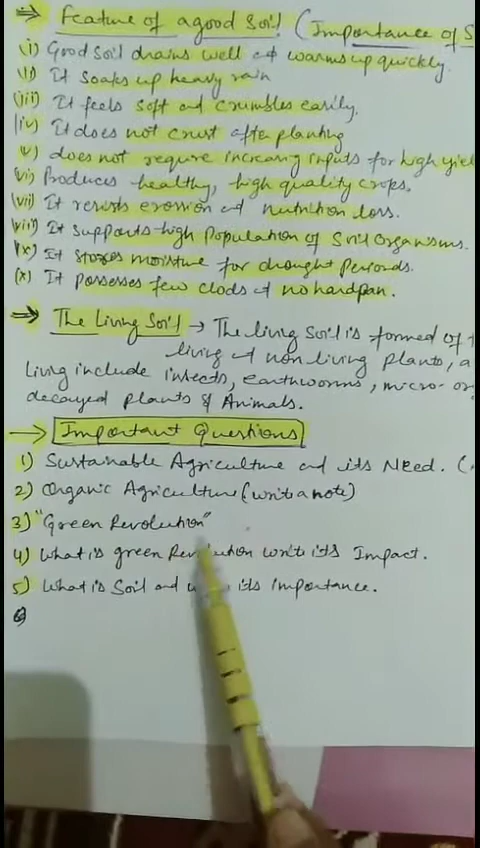 ⇒ Feature of a good Soil (Importance of S
(i) Good Soil drains well and warms up quickly.
(ii) It soaks up heavy rain
(iii) It feels soft and crumbles easily.
(iv) It does not crust after planting
(v) does not require increasing inputs for high yiel
(vi) Produces healthy, high quality crops.
(vii) It resists erosion and nutrition loss.
(viii) It supports high Population of Soil Organisms.
(ix) It stores moisture for drought Periods.
(x) It possesses few clods & no hardpan.
⇒ The Living Soil → The living Soil is formed of
living & non living plants, a
Living include insects, earthworms, micro-or
decayed plants & Animals.
→ Important Questions
1) Sustainable Agriculture and its Need. (
2) Organic Agriculture (write a note)
3) "Green Revolution"
4) What is green Revolution write its Impact.
5) What is Soil and its importance.
6)